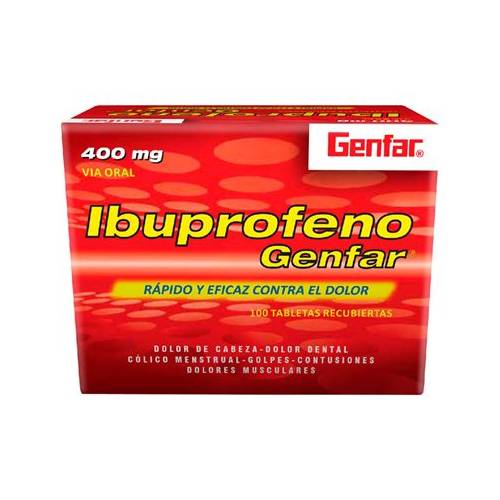 400 mg
VIA ORAL
Genfar®
Ibuprofeno
Genfar®
RÁPIDO Y EFICAZ CONTRA EL DOLOR
100 TABLETAS RECUBIERTAS
DOLOR DE CABEZA-DOLOR DENTAL
CÓLICO MENSTRUAL-GOLPES-CONTUSIONES
DOLORES MUSCULARES